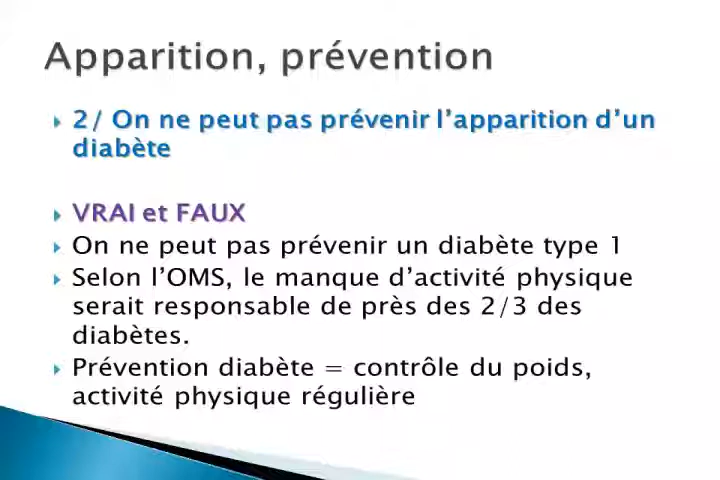 Apparition, prévention
2/ On ne peut pas prévenir l’apparition d’un
diabète
VRAI et FAUX
On ne peut pas prévenir un diabète type 1
Selon l’OMS, le manque d’activité physique
serait responsable de près des 2/3 des
diabètes.
Prévention diabète = contrôle du poids,
activité physique régulière